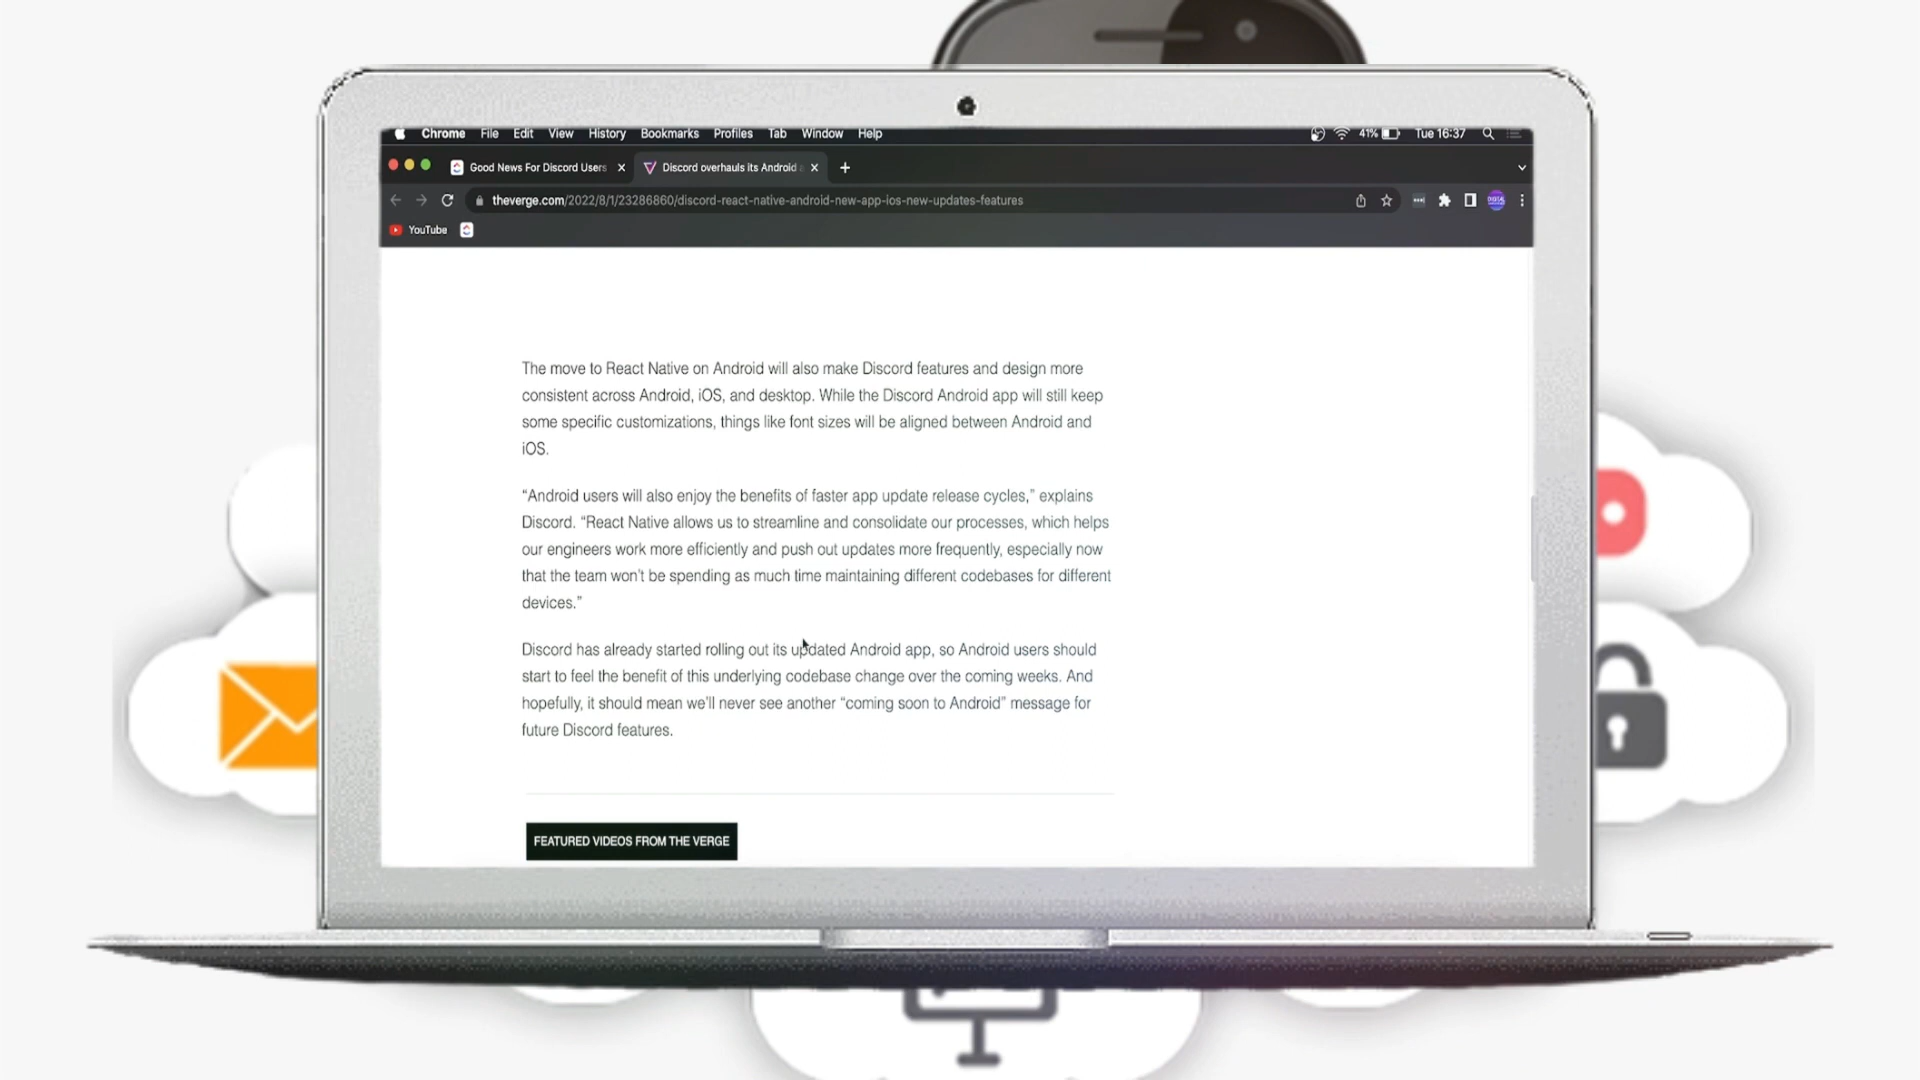 Chrome File Edit View History Bookmarks Profiles Tab Window Help 41% Tue 16:37
Good News For Discord Users Discord overhauls its Android
theverge.com/2022/8/1/23286860/discord-react-native-android-new-app-ios-new-updates-features
YouTube
The move to React Native on Android will also make Discord features and design more
consistent across Android, iOS, and desktop. While the Discord Android app will still keep
some specific customizations, things like font sizes will be aligned between Android and
iOS.
“Android users will also enjoy the benefits of faster app update release cycles,” explains
Discord. “React Native allows us to streamline and consolidate our processes, which helps
our engineers work more efficiently and push out updates more frequently, especially now
that the team won’t be spending as much time maintaining different codebases for different
devices.”
Discord has already started rolling out its updated Android app, so Android users should
start to feel the benefit of this underlying codebase change over the coming weeks. And
hopefully, it should mean we’ll never see another “coming soon to Android” message for
future Discord features.
FEATURED VIDEOS FROM THE VERGE